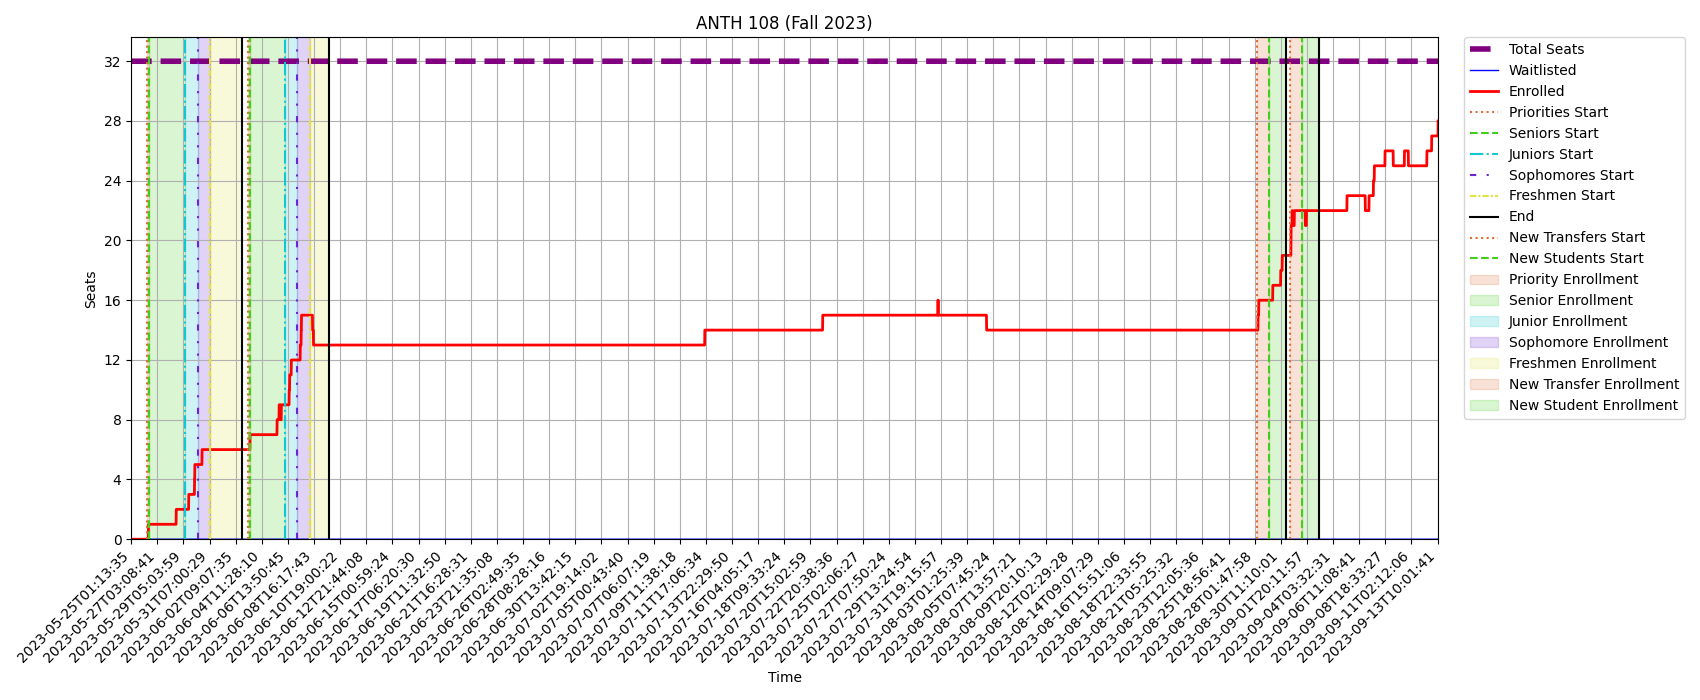 ANTH 108 (Fall 2023)
Seats
32
28
24
20
16
12
8
4
0
2023-05-25T01:13:35
2023-05-27T03:08:41
2023-05-29T05:03:59
2023-05-31T07:00:29
2023-06-02T09:07:35
2023-06-04T11:28:10
2023-06-06T13:50:45
2023-06-08T16:17:43
2023-06-10T19:00:22
2023-06-12T21:44:08
2023-06-15T00:59:24
2023-06-17T06:20:30
2023-06-19T11:32:50
2023-06-21T16:28:31
2023-06-23T21:35:08
2023-06-26T02:49:35
2023-06-28T08:28:16
2023-06-30T13:42:15
2023-07-02T19:14:02
2023-07-05T00:43:40
2023-07-07T06:07:19
2023-07-09T11:38:18
2023-07-11T17:06:34
2023-07-13T22:29:50
2023-07-16T04:05:17
2023-07-18T09:33:24
2023-07-20T15:02:59
2023-07-22T20:38:36
2023-07-25T02:06:27
2023-07-27T07:50:24
2023-07-29T13:24:54
2023-07-31T19:15:57
2023-08-03T01:25:39
2023-08-05T07:45:24
2023-08-07T13:57:21
2023-08-09T20:10:13
2023-08-12T02:29:28
2023-08-14T09:07:29
2023-08-16T15:51:06
2023-08-18T22:33:55
2023-08-21T05:25:32
2023-08-23T12:05:36
2023-08-25T18:56:41
2023-08-28T01:47:58
2023-08-30T11:10:01
2023-09-01T20:11:57
2023-09-04T03:32:31
2023-09-06T11:08:41
2023-09-08T18:33:27
2023-09-11T02:12:06
2023-09-13T10:01:41
Time
Total Seats
Waitlisted
Enrolled
Priorities Start
Seniors Start
Juniors Start
Sophomores Start
Freshmen Start
End
New Transfers Start
New Students Start
Priority Enrollment
Senior Enrollment
Junior Enrollment
Sophomore Enrollment
Freshmen Enrollment
New Transfer Enrollment
New Student Enrollment